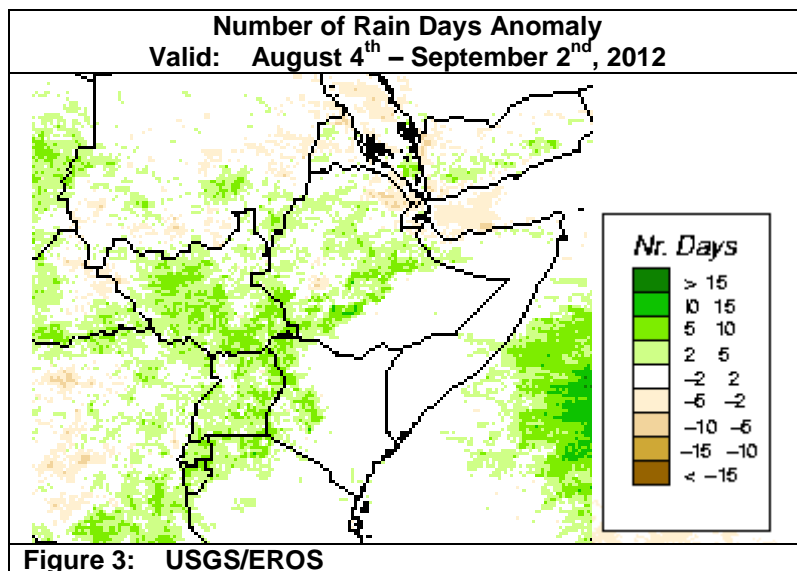 Number of Rain Days Anomaly
Valid: August 4th – September 2nd, 2012
Nr. Days
> 15
10 15
5 10
2 5
-2 2
-5 -2
-10 -5
-15 -10
< -15
Figure 3: USGS/EROS